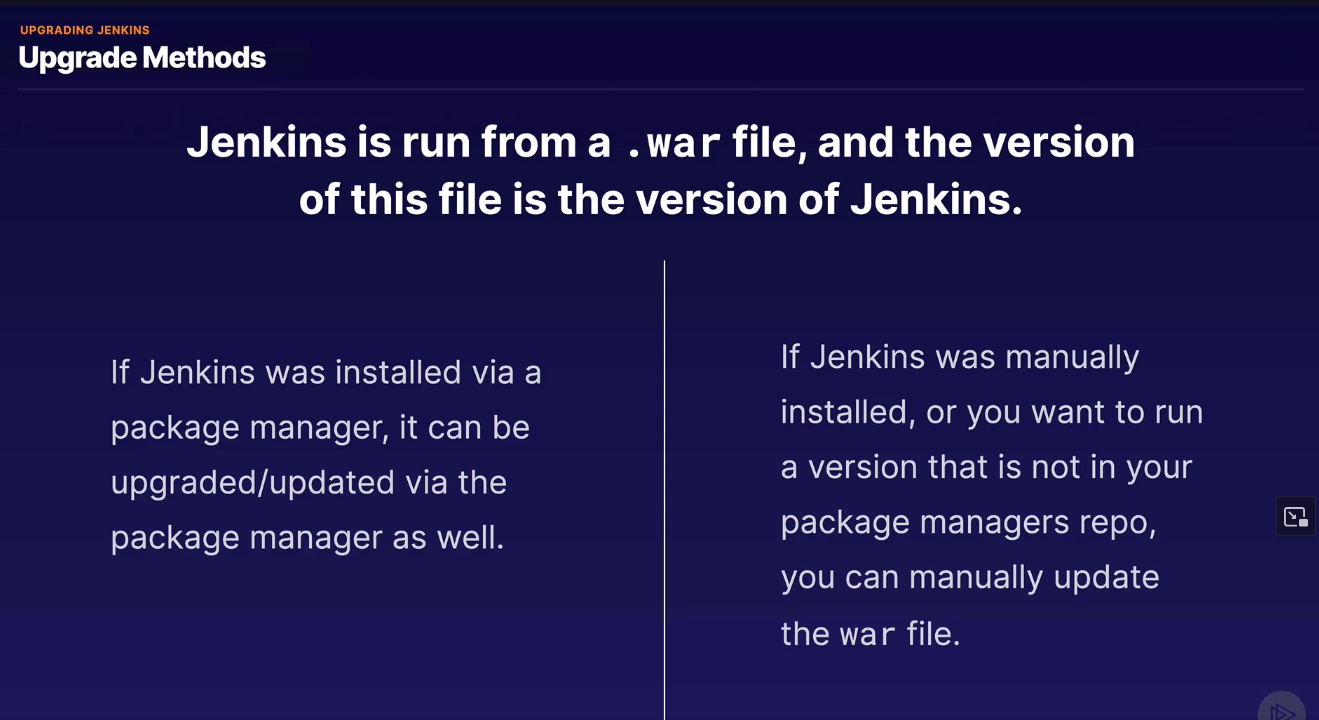 UPGRADING JENKINS
Upgrade Methods
Jenkins is run from a .war file, and the version
of this file is the version of Jenkins.
If Jenkins was installed via a
package manager, it can be
upgraded/updated via the
package manager as well.
If Jenkins was manually
installed, or you want to run
a version that is not in your
package managers repo,
you can manually update
the war file.